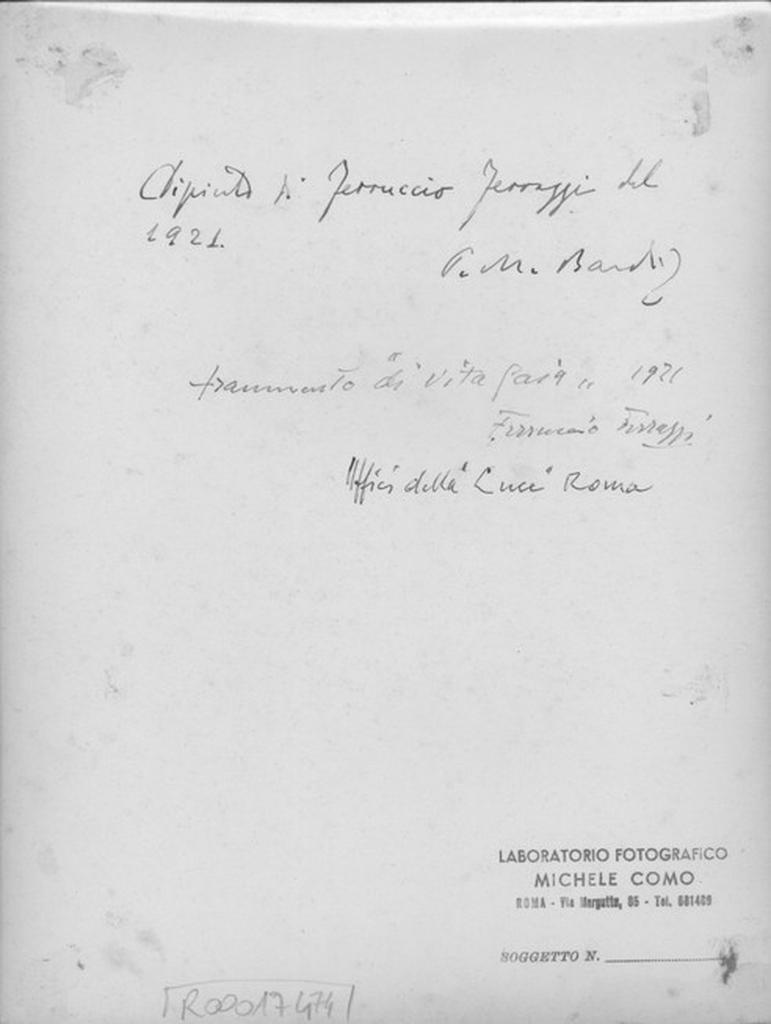 Dipinto di Ferruccio Ferrazzi del
1921.
P. M. Bardi
frammento "di vita gaia" 1921
Ferruccio Ferrazzi
Uffici della "Luce" Roma
LABORATORIO FOTOGRAFICO
MICHELE COMO
ROMA - Via Margutta, 85 - Tel. 681469
SOGGETTO N.
R00017474